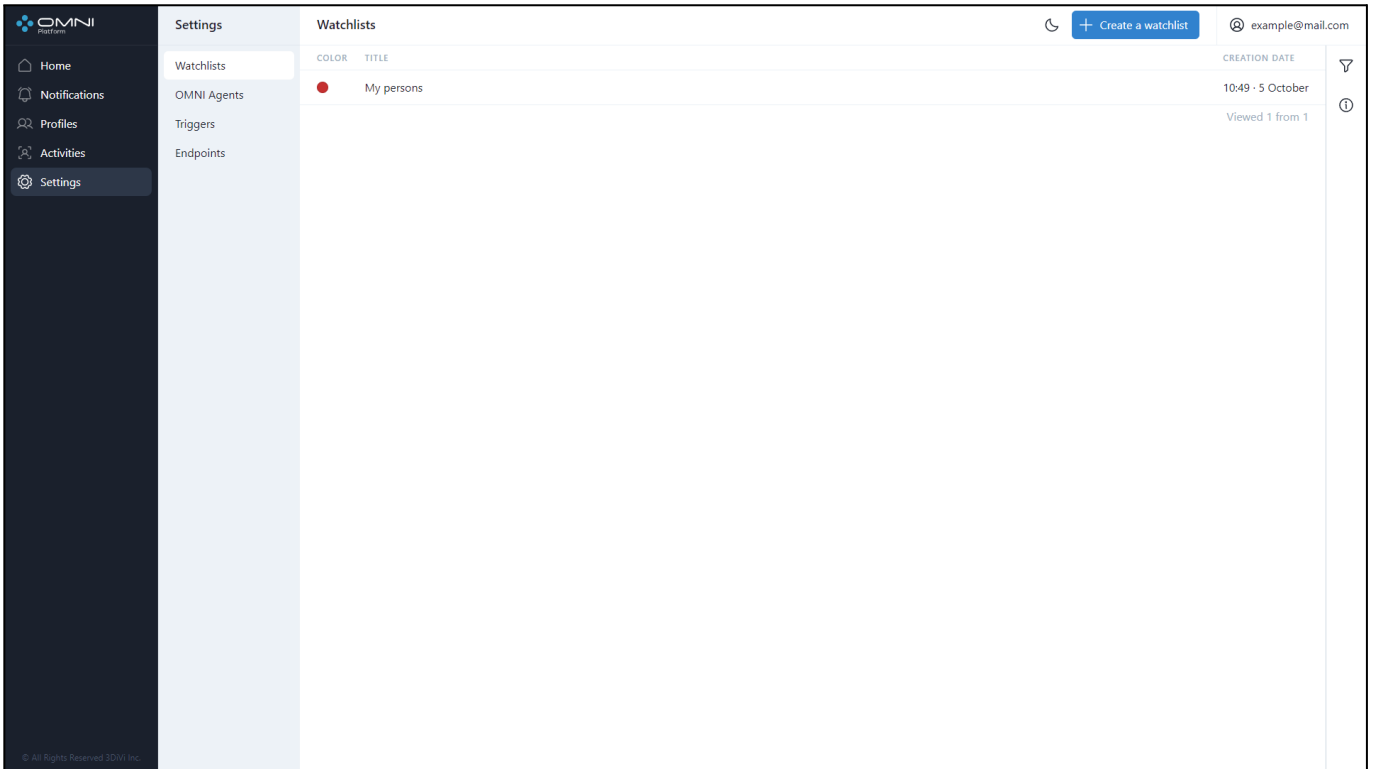 OMNI
Platform
Home
Notifications
Profiles
Activities
Settings
© All Rights Reserved 3DiVi Inc.
Settings
Watchlists
OMNI Agents
Triggers
Endpoints
Watchlists
Create a watchlist
example@mail.com
COLOR TITLE CREATION DATE
My persons 10:49 · 5 October
Viewed 1 from 1